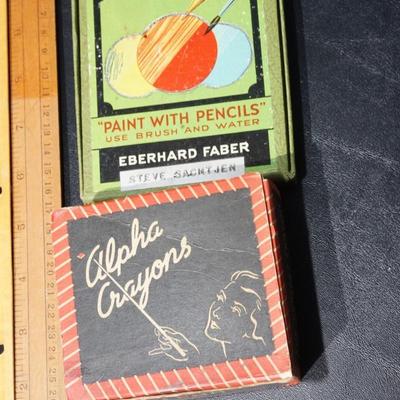 "PAINT WITH PENCILS"
USE BRUSH AND WATER
EBERHARD FABER
STEVE SACHTJEN
Alpha
Crayons